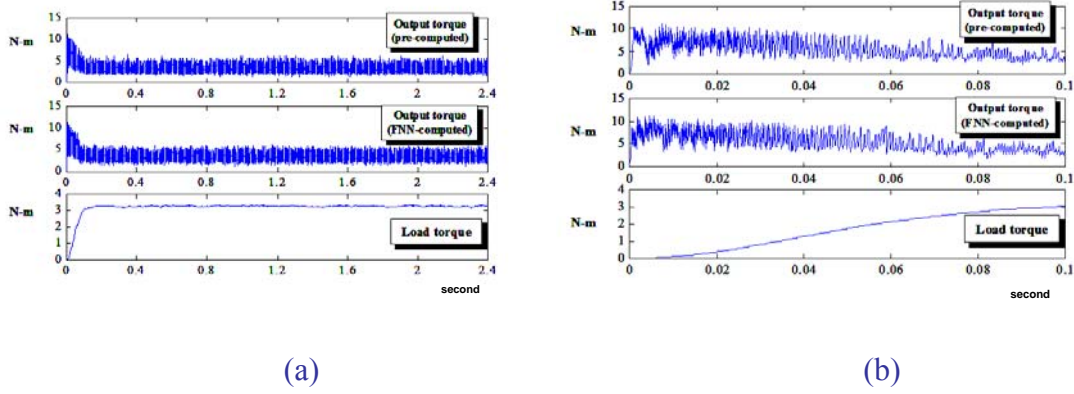 15
Output torque
(pre-computed)
N-m
10
5
0
0 0.4 0.8 1.2 1.6 2 2.4
15
Output torque
(FNN-computed)
N-m
10
5
0
0 0.4 0.8 1.2 1.6 2 2.4
4
N-m
3
2
Load torque
1
0
0 0.4 0.8 1.2 1.6 2 2.4
second
(a)
15
Output torque
(pre-computed)
N-m
10
5
0
0 0.02 0.04 0.06 0.08 0.1
15
Output torque
(FNN-computed)
N-m
10
5
0
0 0.02 0.04 0.06 0.08 0.1
4
N-m
3
2
Load torque
1
0
0 0.02 0.04 0.06 0.08 0.1
second
(b)